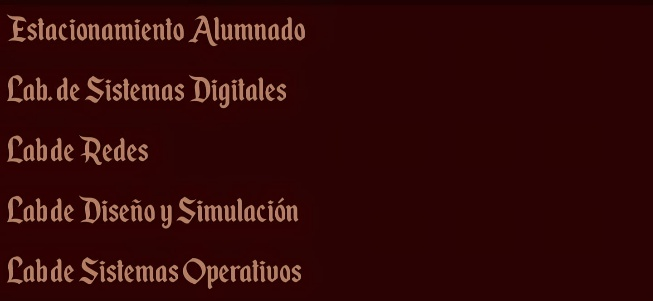 Estacionamiento Alumnado
Lab. de Sistemas Digitales
Lab de Redes
Lab de Diseño y Simulación
Lab de Sistemas Operativos